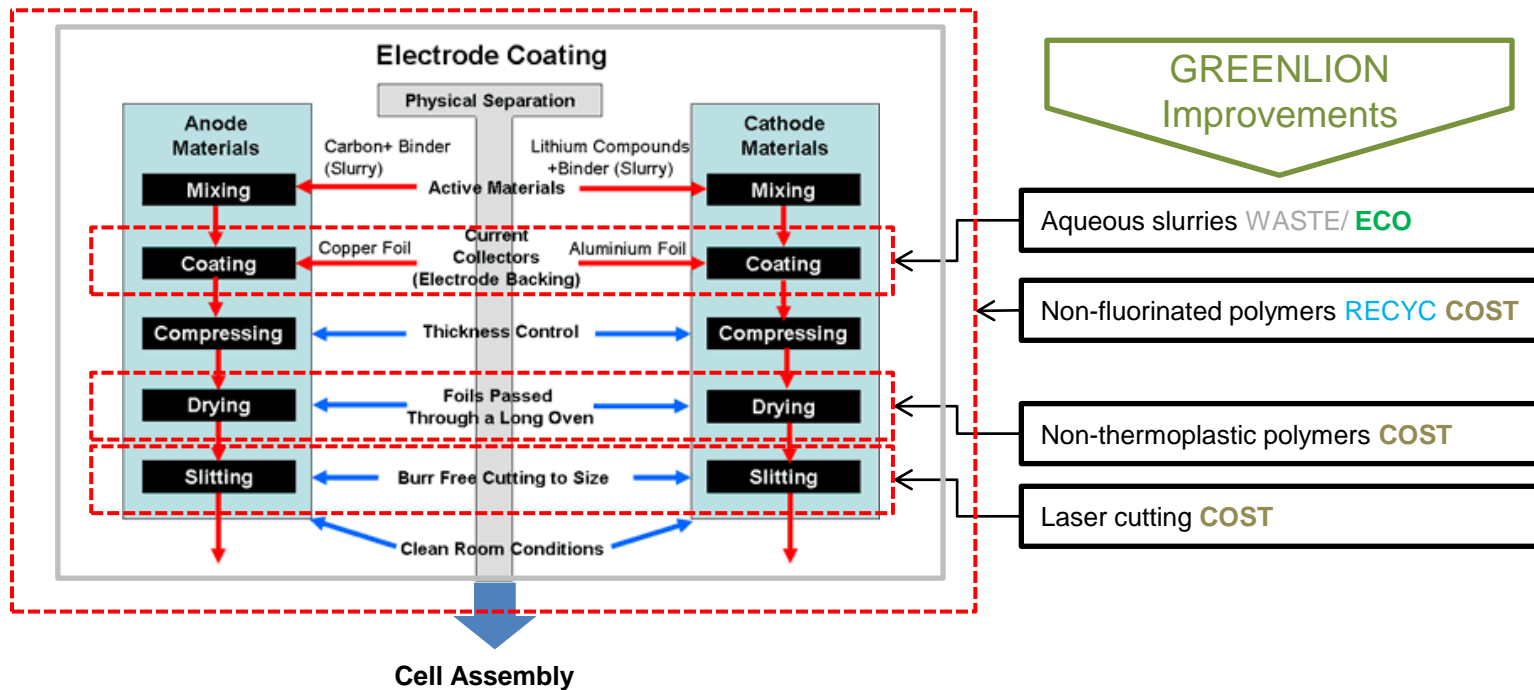 Electrode Coating
Physical Separation
Anode
Materials
Carbon+ Binder
(Slurry)
Lithium Compounds
+Binder (Slurry)
Cathode
Materials
Mixing
Active Materials
Mixing
Coating
Copper Foil
Current
Collectors
(Electrode Backing)
Aluminium Foil
Coating
Compressing
Thickness Control
Compressing
Drying
Foils Passed
Through a Long Oven
Drying
Slitting
Burr Free Cutting to Size
Slitting
Clean Room Conditions
Cell Assembly
GREENLION
Improvements
Aqueous slurries WASTE/ ECO
Non-fluorinated polymers RECYC COST
Non-thermoplastic polymers COST
Laser cutting COST